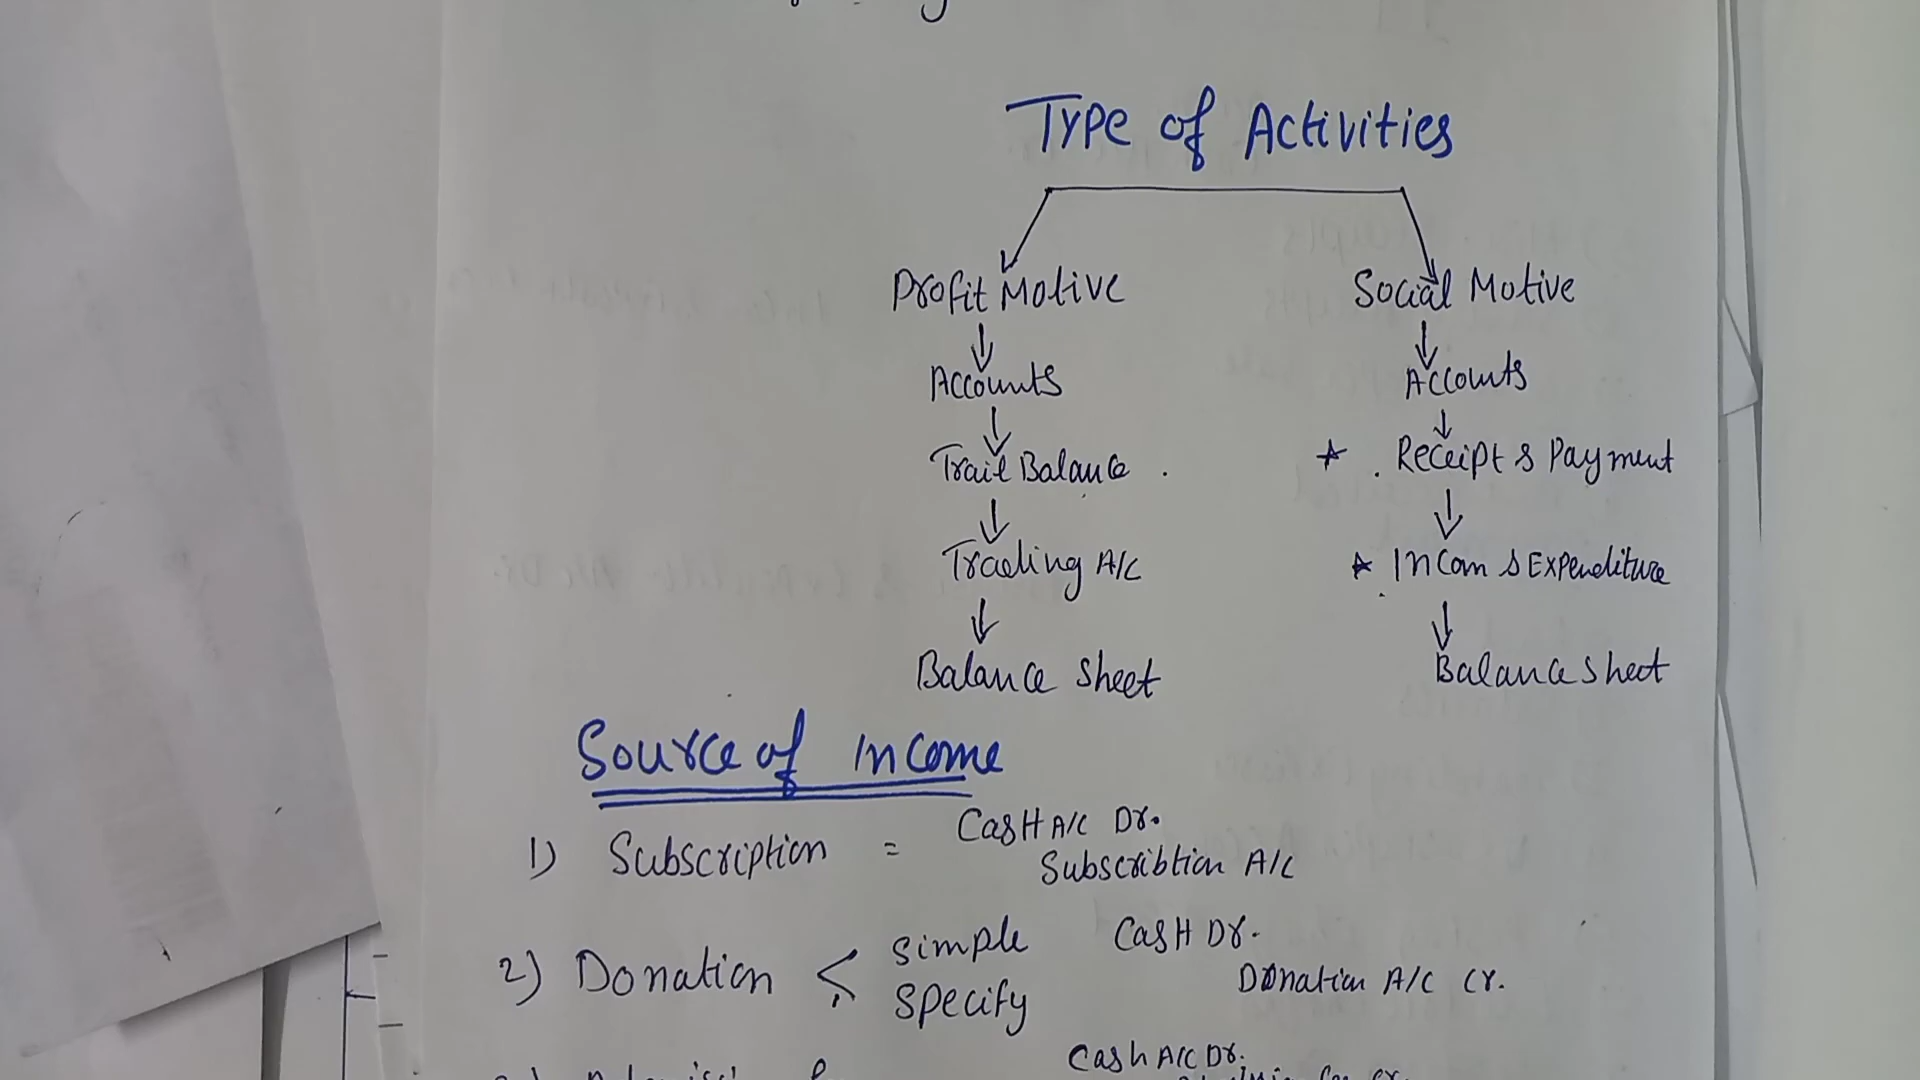 Type of Activities
Profit Motive
Accounts
Trail Balance
Trading A/C
Balance Sheet
Social Motive
Accounts
* Receipt & Payment
* Incom & Expenditure
Balance Sheet
Source of Income
1) Subscription = Cash A/C Dr.
Subscribtion A/C
2) Donation < Simple
Specify
Cash Dr.
Donation A/C Cr.
Cash A/C Dr.